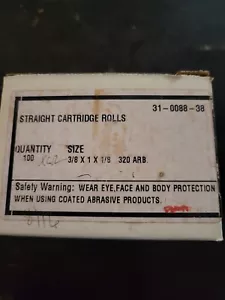 31-0088-38
STRAIGHT CARTRIDGE ROLLS
QUANTITY SIZE
100 3/8 X 1 X 1/8 320 ARB.
Safety Warning: WEAR EYE,FACE AND BODY PROTECTION
WHEN USING COATED ABRASIVE PRODUCTS.